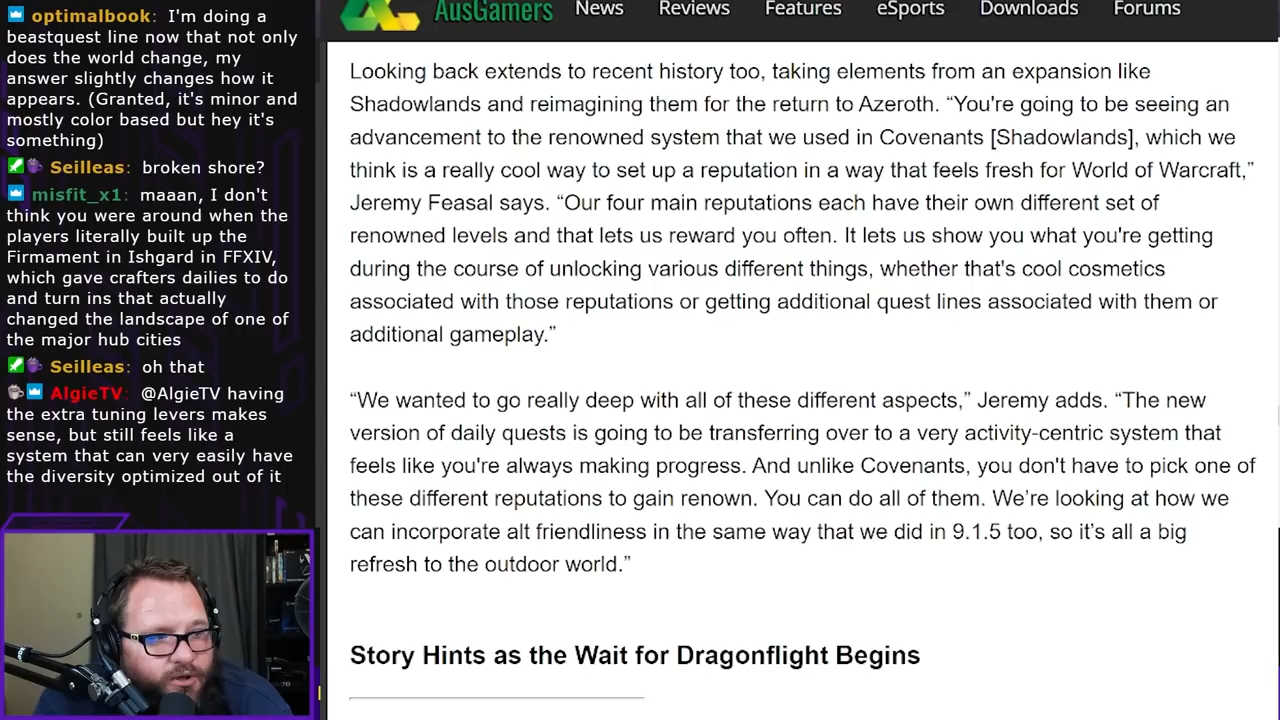 optimalbook: I'm doing a
beastquest line now that not only
does the world change, my
answer slightly changes how it
appears. (Granted, it's minor and
mostly color based but hey it's
something)
Seilleas: broken shore?
misfit_x1: maaan, I don't
think you were around when the
players literally built up the
Firmament in Ishgard in FFXIV,
which gave crafters dailies to do
and turn ins that actually
changed the landscape of one of
the major hub cities
Seilleas: oh that
AlgieTV: @AlgieTV having
the extra tuning levers makes
sense, but still feels like a
system that can very easily have
the diversity optimized out of it
AusGamers News Reviews Features eSports Downloads Forums
Looking back extends to recent history too, taking elements from an expansion like
Shadowlands and reimagining them for the return to Azeroth. “You're going to be seeing an
advancement to the renowned system that we used in Covenants [Shadowlands], which we
think is a really cool way to set up a reputation in a way that feels fresh for World of Warcraft,”
Jeremy Feasal says. “Our four main reputations each have their own different set of
renowned levels and that lets us reward you often. It lets us show you what you're getting
during the course of unlocking various different things, whether that's cool cosmetics
associated with those reputations or getting additional quest lines associated with them or
additional gameplay.”
“We wanted to go really deep with all of these different aspects,” Jeremy adds. “The new
version of daily quests is going to be transferring over to a very activity-centric system that
feels like you're always making progress. And unlike Covenants, you don't have to pick one of
these different reputations to gain renown. You can do all of them. We’re looking at how we
can incorporate alt friendliness in the same way that we did in 9.1.5 too, so it’s all a big
refresh to the outdoor world.”
Story Hints as the Wait for Dragonflight Begins